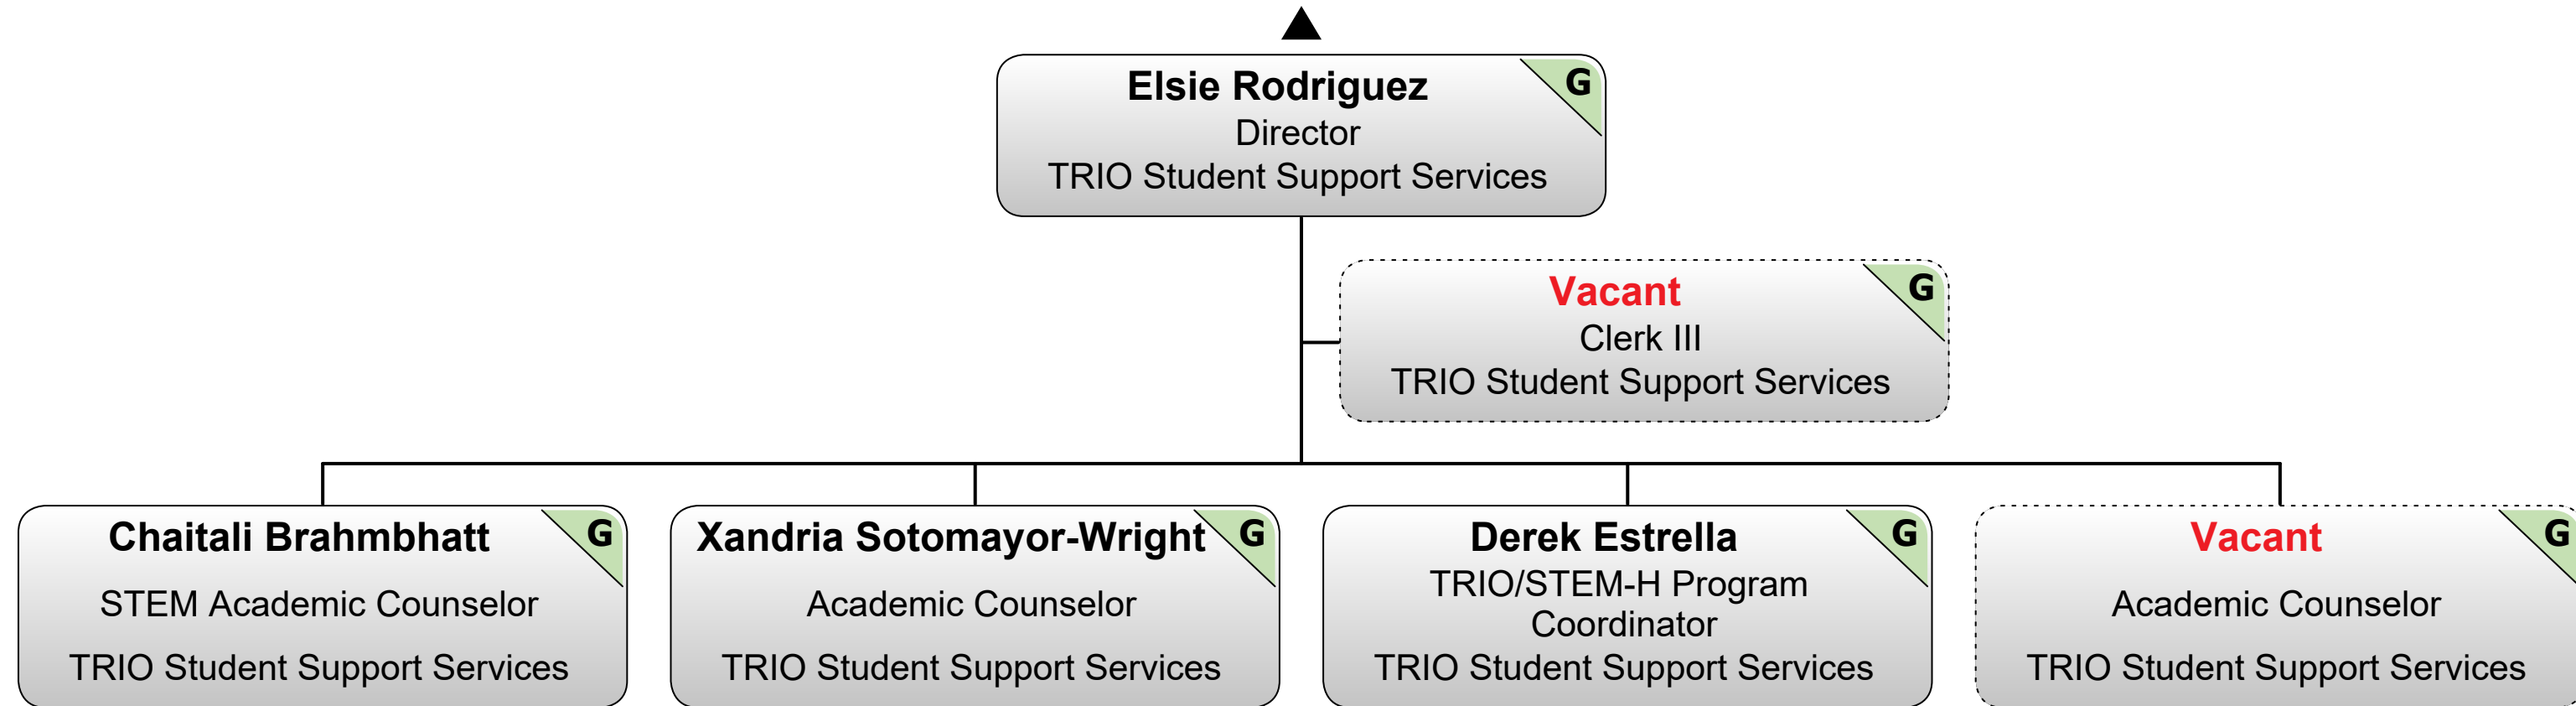 Elsie Rodriguez
G
Director
TRIO Student Support Services
Vacant
G
Clerk III
TRIO Student Support Services
Chaitali Brahmbhatt
G
STEM Academic Counselor
TRIO Student Support Services
Xandria Sotomayor-Wright
G
Academic Counselor
TRIO Student Support Services
Derek Estrella
G
TRIO/STEM-H Program
Coordinator
TRIO Student Support Services
Vacant
G
Academic Counselor
TRIO Student Support Services